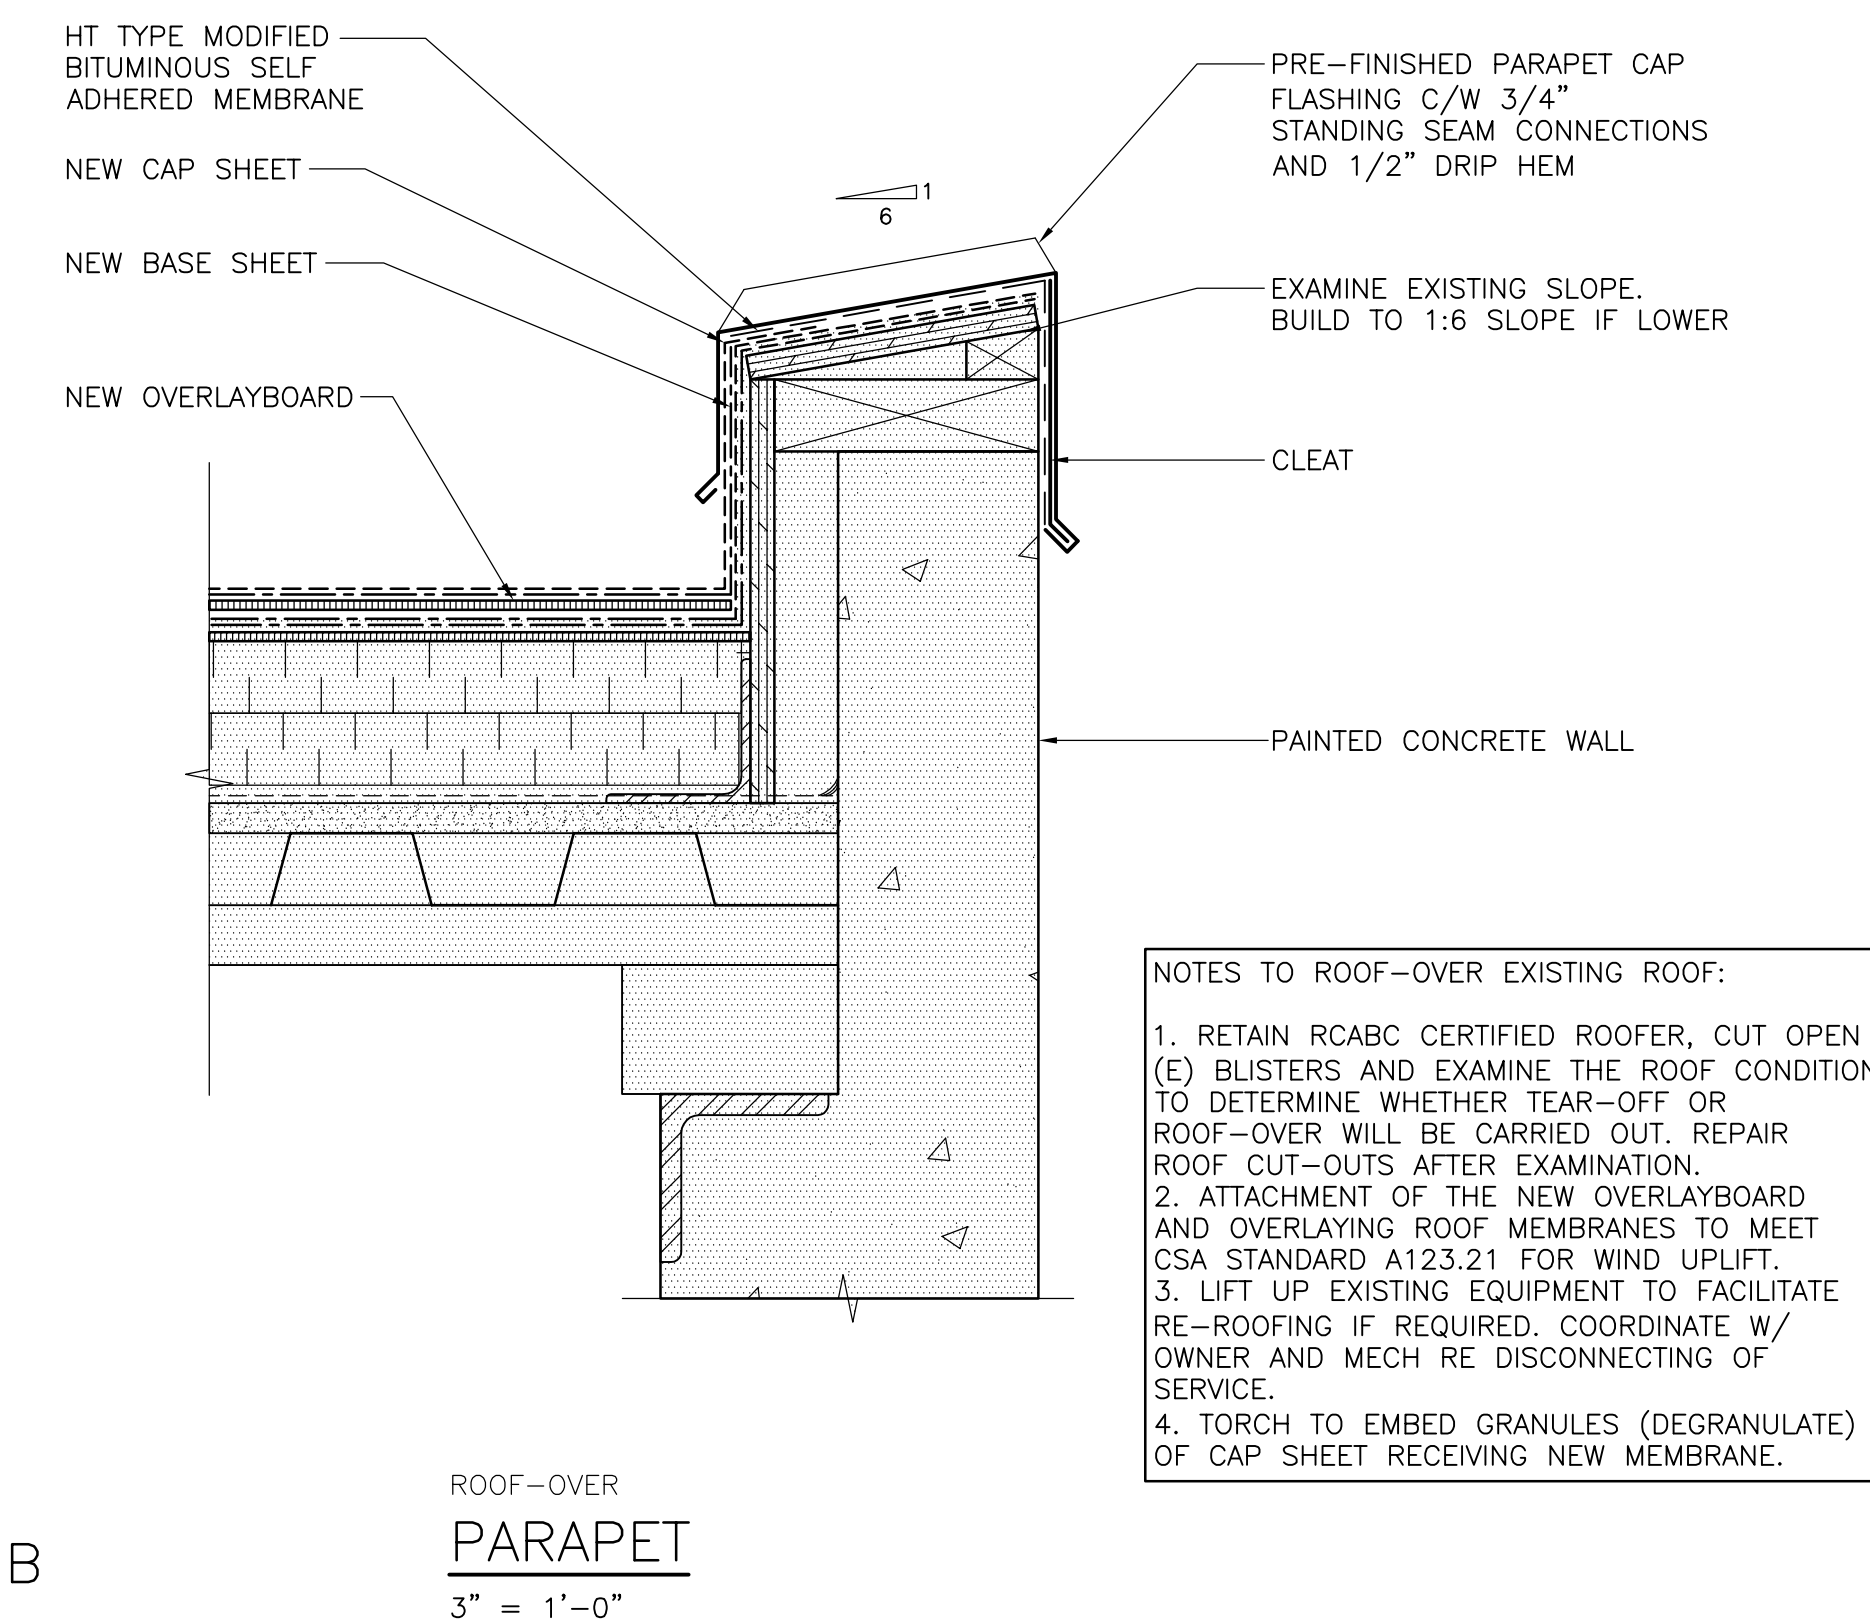 HT TYPE MODIFIED
BITUMINOUS SELF
ADHERED MEMBRANE
NEW CAP SHEET
NEW BASE SHEET
NEW OVERLAYBOARD
1
6
PRE-FINISHED PARAPET CAP
FLASHING C/W 3/4"
STANDING SEAM CONNECTIONS
AND 1/2" DRIP HEM
EXAMINE EXISTING SLOPE.
BUILD TO 1:6 SLOPE IF LOWER
CLEAT
PAINTED CONCRETE WALL
NOTES TO ROOF-OVER EXISTING ROOF:
1. RETAIN RCABC CERTIFIED ROOFER, CUT OPEN
(E) BLISTERS AND EXAMINE THE ROOF CONDITION
TO DETERMINE WHETHER TEAR-OFF OR
ROOF-OVER WILL BE CARRIED OUT. REPAIR
ROOF CUT-OUTS AFTER EXAMINATION.
2. ATTACHMENT OF THE NEW OVERLAYBOARD
AND OVERLAYING ROOF MEMBRANES TO MEET
CSA STANDARD A123.21 FOR WIND UPLIFT.
3. LIFT UP EXISTING EQUIPMENT TO FACILITATE
RE-ROOFING IF REQUIRED. COORDINATE W/
OWNER AND MECH RE DISCONNECTING OF
SERVICE.
4. TORCH TO EMBED GRANULES (DEGRANULATE)
OF CAP SHEET RECEIVING NEW MEMBRANE.
ROOF-OVER
PARAPET
3" = 1'-0"
B